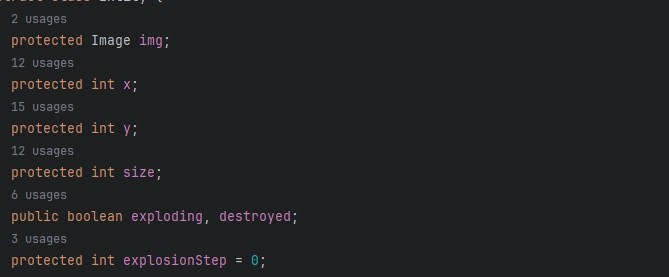 2 usages
protected Image img;
12 usages
protected int x;
15 usages
protected int y;
12 usages
protected int size;
6 usages
public boolean exploding, destroyed;
3 usages
protected int explosionStep = 0;